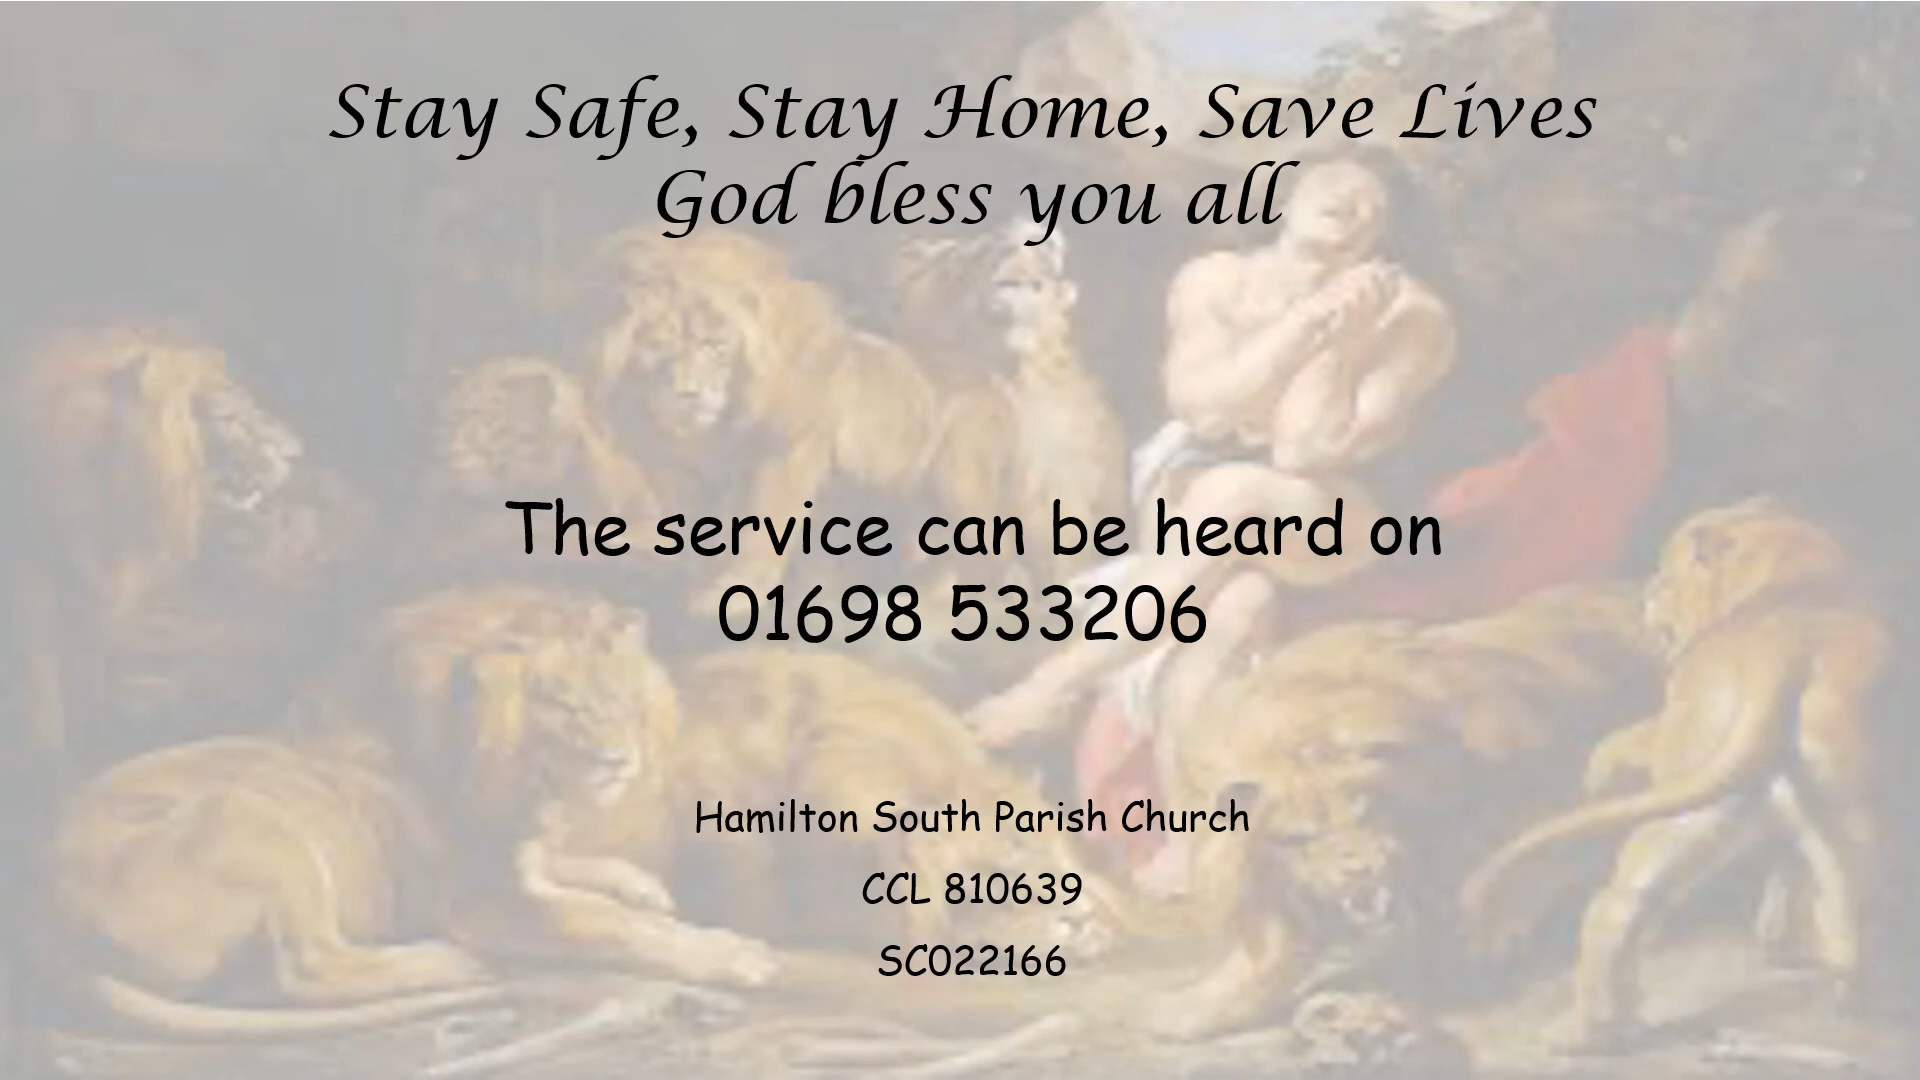 Stay Safe, Stay Home, Save Lives
God bless you all
The service can be heard on
01698 533206
Hamilton South Parish Church
CCL 810639
SC022166